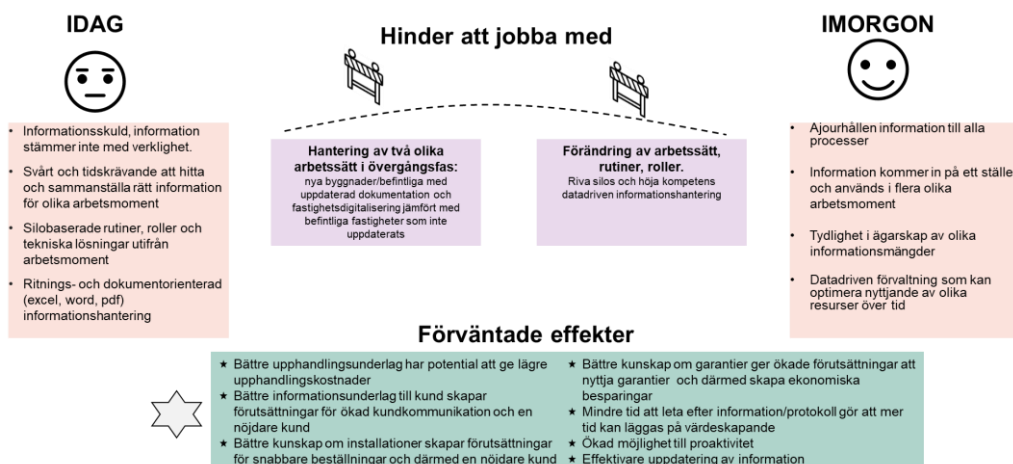 IDAG
• Informationsskuld, information
stämmer inte med verklighet.
• Svårt och tidskrävande att hitta
och sammanställa rätt information
för olika arbetsmoment
• Silobaserade rutiner, roller och
tekniska lösningar utifrån
arbetsmoment
• Ritnings- och dokumentorienterad
(excel, word, pdf)
informationshantering
Hinder att jobba med
Hantering av två olika
arbetssätt i övergångsfas:
nya byggnader/befintliga med
uppdaterad dokumentation och
fastighetsdigitalisering jämfört med
befintliga fastigheter som inte
uppdaterats
Förändring av arbetssätt,
rutiner, roller.
Riva silos och höja kompetens
datadriven informationshantering
IMORGON
• Ajourhållen information till alla
processer
• Information kommer in på ett ställe
och används i flera olika
arbetsmoment
• Tydlighet i ägarskap av olika
informationsmängder
• Datadriven förvaltning som kan
optimera nyttjande av olika
resurser över tid
Förväntade effekter
★ Bättre upphandlingsunderlag har potential att ge lägre
upphandlingskostnader
★ Bättre informationsunderlag till kund skapar
förutsättningar för ökad kundkommunikation och en
nöjdare kund
★ Bättre kunskap om installationer skapar förutsättningar
för snabbare beställningar och därmed en nöjdare kund
★ Bättre kunskap om garantier ger ökade förutsättningar att
nyttja garantier och därmed skapa ekonomiska
besparingar
★ Mindre tid att leta efter information/protokoll gör att mer
tid kan läggas på värdeskapande
★ Ökad möjlighet till proaktivitet
★ Effektivare uppdatering av information